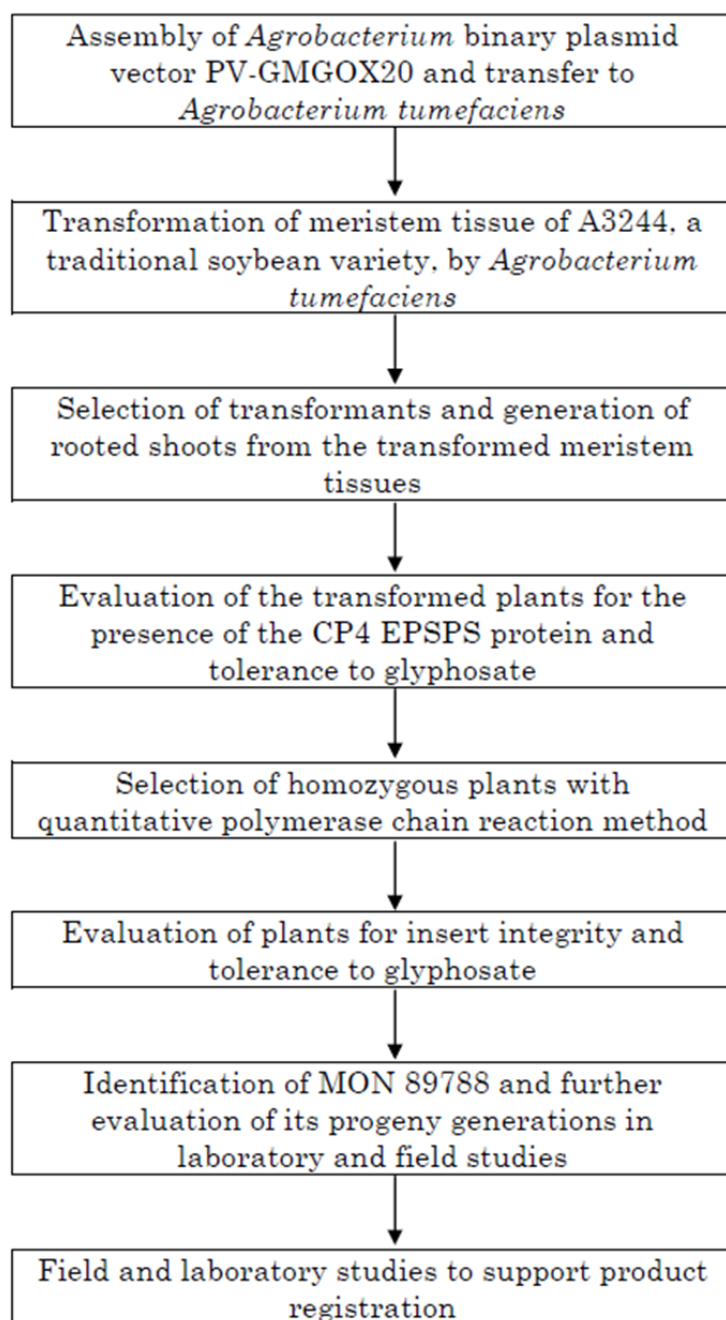 Assembly of Agrobacterium binary plasmid
vector PV-GMGOX20 and transfer to
Agrobacterium tumefaciens
Transformation of meristem tissue of A3244, a
traditional soybean variety, by Agrobacterium
tumefaciens
Selection of transformants and generation of
rooted shoots from the transformed meristem
tissues
Evaluation of the transformed plants for the
presence of the CP4 EPSPS protein and
tolerance to glyphosate
Selection of homozygous plants with
quantitative polymerase chain reaction method
Evaluation of plants for insert integrity and
tolerance to glyphosate
Identification of MON 89788 and further
evaluation of its progeny generations in
laboratory and field studies
Field and laboratory studies to support product
registration